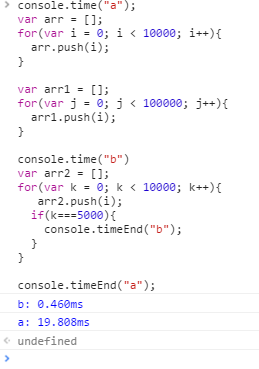 console.time("a");
var arr = [];
for(var i = 0; i < 10000; i++){
  arr.push(i);
}

var arr1 = [];
for(var j = 0; j < 100000; j++){
  arr1.push(i);
}

console.time("b")
var arr2 = [];
for(var k = 0; k < 10000; k++){
   arr2.push(i);
  if(k===5000){
    console.timeEnd("b");
  }
}

console.timeEnd("a");
b: 0.460ms
a: 19.808ms
undefined